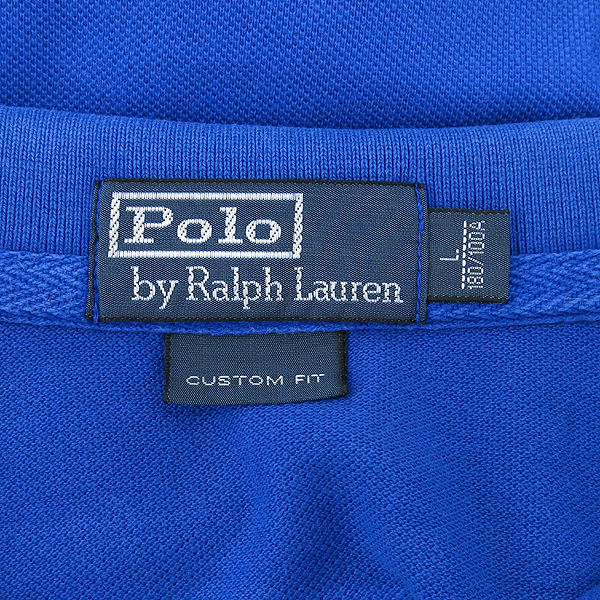 Polo
by Ralph Lauren
L
180/100A
CUSTOM FIT